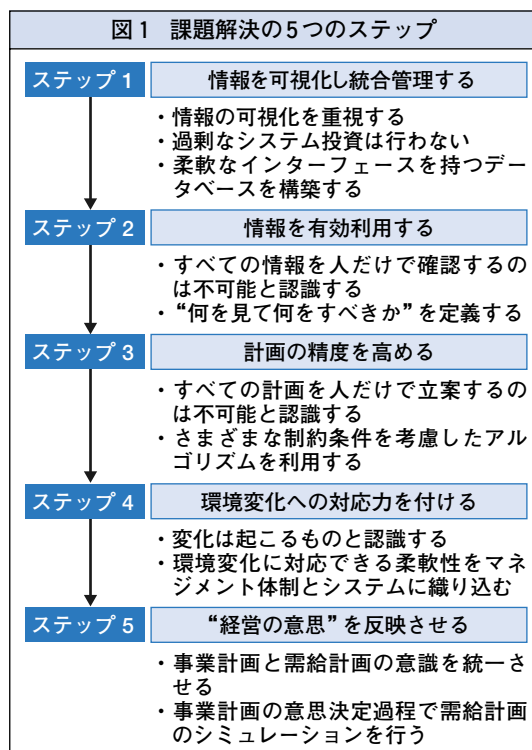 図1 課題解決の5つのステップ
ステップ1 情報を可視化し統合管理する
・情報の可視化を重視する
・過剰なシステム投資は行わない
・柔軟なインターフェースを持つデー
タベースを構築する
ステップ2 情報を有効利用する
・すべての情報を人だけで確認するの
は不可能と認識する
・“何を見て何をすべきか”を定義する
ステップ3 計画の精度を高める
・すべての計画を人だけで立案するの
は不可能と認識する
・さまざまな制約条件を考慮したアル
ゴリズムを利用する
ステップ4 環境変化への対応力を付ける
・変化は起こるものと認識する
・環境変化に対応できる柔軟性をマネ
ジメント体制とシステムに織り込む
ステップ5 “経営の意思”を反映させる
・事業計画と需給計画の意識を統一さ
せる
・事業計画の意思決定過程で需給計画
のシミュレーションを行う